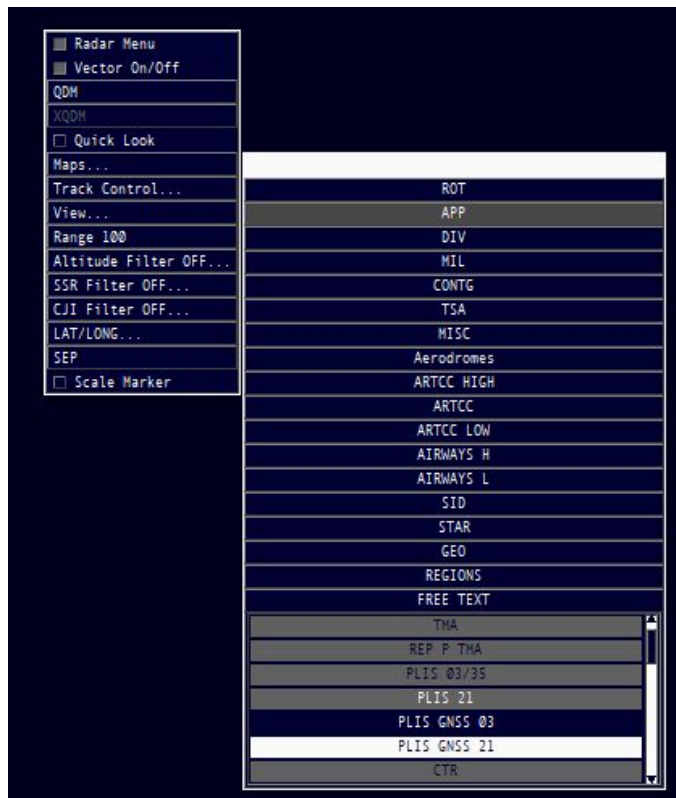 Radar Menu
Vector On/Off
QDM
XQDM
Quick Look
Maps...
Track Control...
View...
Range 100
Altitude Filter OFF...
SSR Filter OFF...
CJI Filter OFF...
LAT/LONG...
SEP
Scale Marker
ROT
APP
DIV
MIL
CONTG
TSA
MISC
Aerodromes
ARTCC HIGH
ARTCC
ARTCC LOW
AIRWAYS H
AIRWAYS L
SID
STAR
GEO
REGIONS
FREE TEXT
TMA
REP P TMA
PLIS 03/35
PLIS 21
PLIS GNSS 03
PLIS GNSS 21
CTR